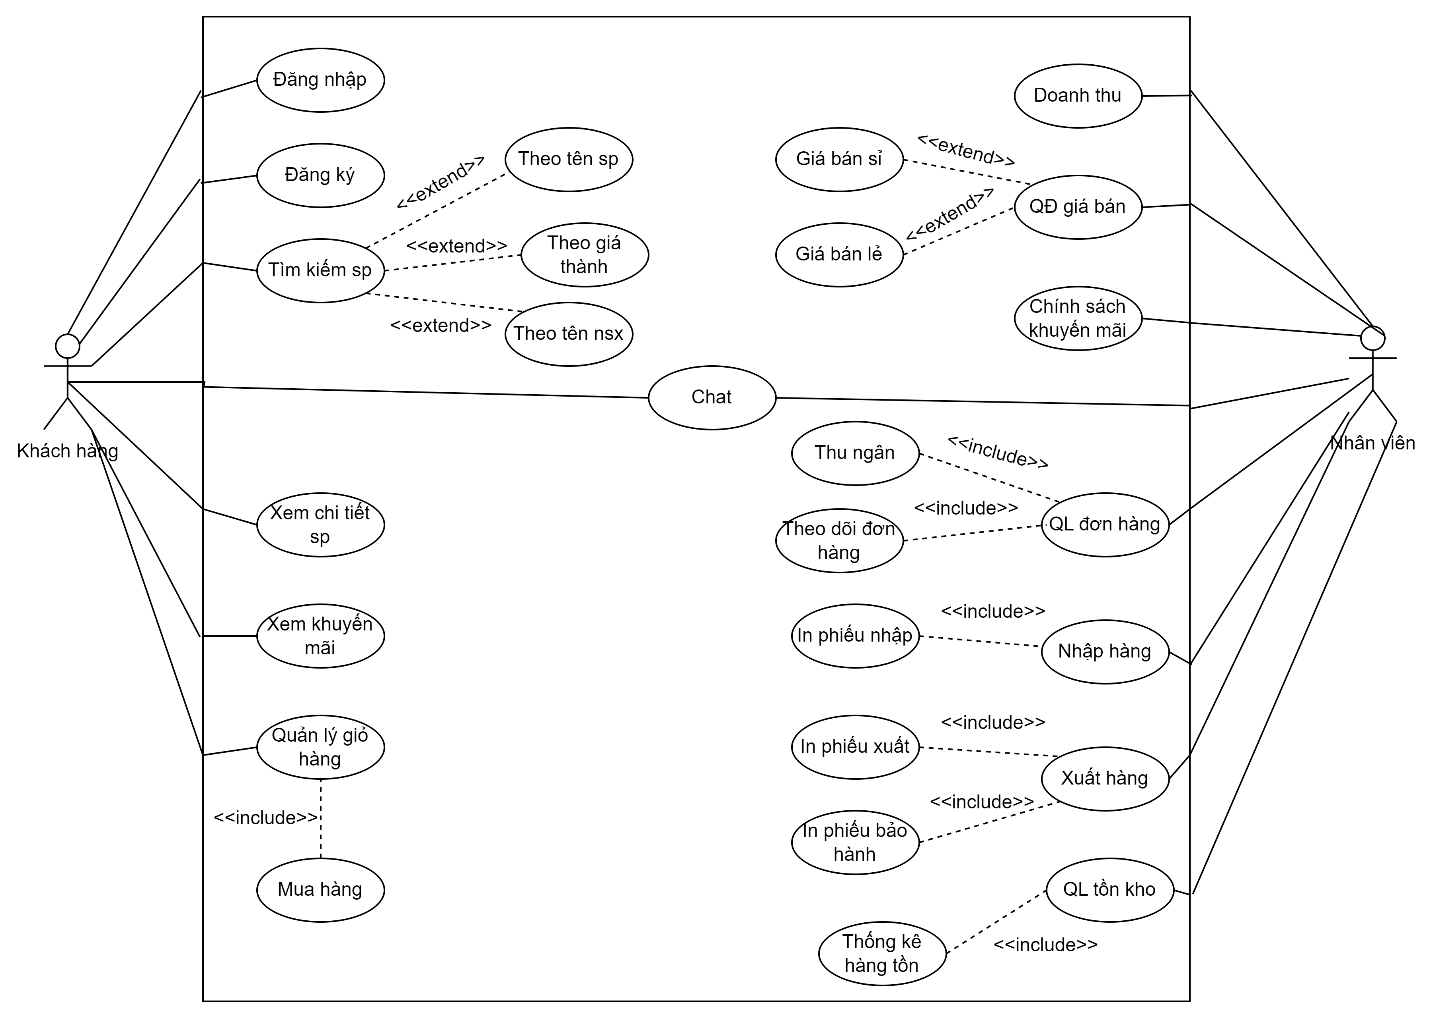 Đăng nhập
Doanh thu
Đăng ký
Theo tên sp
<<extend>>
Giá bán sỉ
<<extend>>
QĐ giá bán
Tìm kiếm sp
<<extend>>
Theo giá
thành
Giá bán lẻ
<<extend>>
<<extend>>
Theo tên nsx
Chính sách
khuyến mãi
Chat
Khách hàng
Nhân viên
Thu ngân
<<include>>
Xem chi tiết
sp
Theo dõi đơn
hàng
<<include>>
QL đơn hàng
Xem khuyến
mãi
In phiếu nhập
<<include>>
Nhập hàng
Quản lý giỏ
hàng
In phiếu xuất
<<include>>
Xuất hàng
<<include>>
<<include>>
In phiếu bảo
hành
Mua hàng
QL tồn kho
Thống kê
hàng tồn
<<include>>